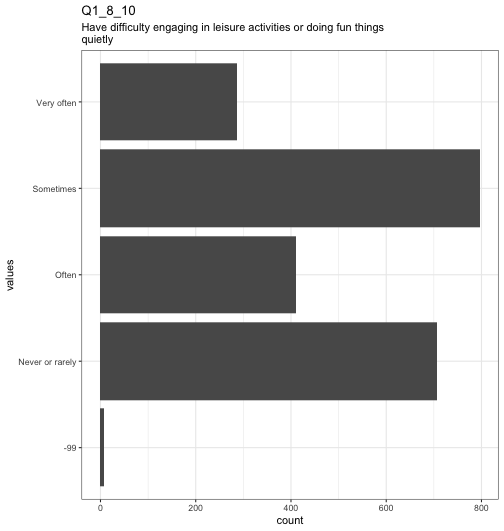 Q1_8_10
Have difficulty engaging in leisure activities or doing fun things
quietly
Very often
Sometimes
Often
Never or rarely
-99
values
0 200 400 600 800
count